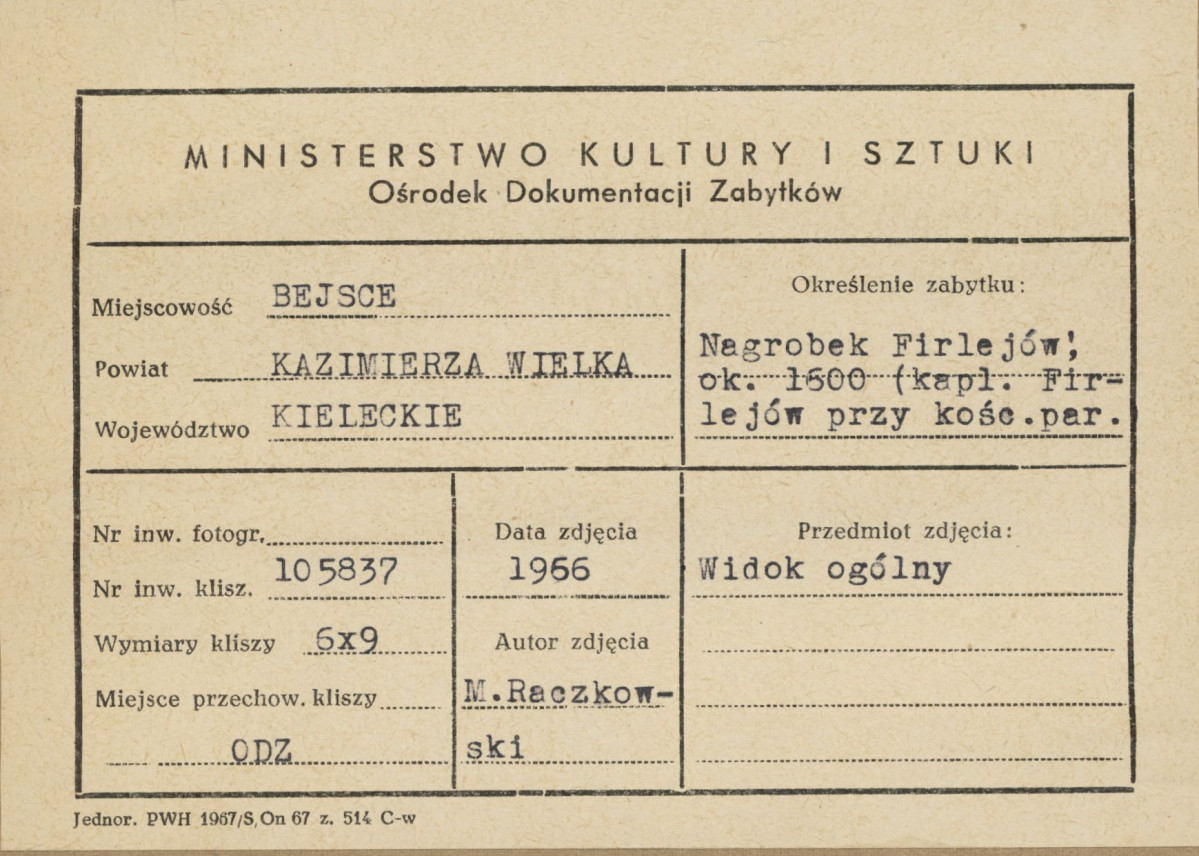 MINISTERSTWO KULTURY I SZTUKI
Ośrodek Dokumentacji Zabytków
Miejscowość BEJSCE
Powiat KAZIMIERZA WIELKA
Województwo KIELECKIE
Określenie zabytku:
Nagrobek Firlejów,
ok. 1600 (kapl. Fir-
lejów przy kośc.par.
Nr inw. fotogr.
Nr inw. klisz. 105837
Wymiary kliszy 6x9
Miejsce przechow. kliszy
ODZ
Data zdjęcia
1966
Autor zdjęcia
M.Raczkow-
ski
Przedmiot zdjęcia:
Widok ogólny
Jednor. PWH 1967/S, On 67 z. 514 C-w